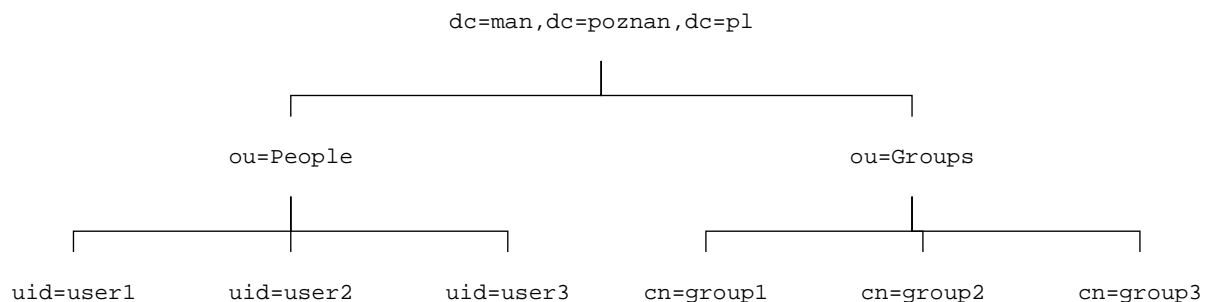 dc=man,dc=poznan,dc=pl
ou=People ou=Groups
uid=user1 uid=user2 uid=user3 cn=group1 cn=group2 cn=group3